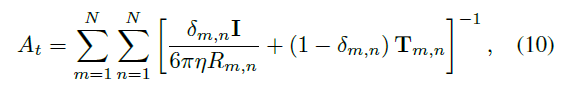 A_t = \sum_{m=1}^{N} \sum_{n=1}^{N} \left[ \frac{\delta_{m,n} \mathbf{I}}{6\pi\eta R_{m,n}} + (1 - \delta_{m,n}) \mathbf{T}_{m,n} \right]^{-1}, (10)